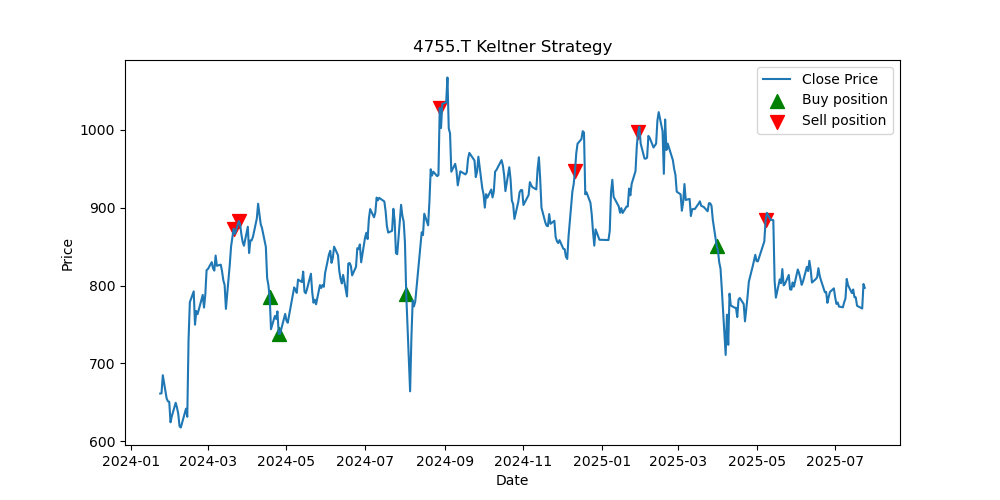 4755.T Keltner Strategy
Close Price
Buy position
Sell position
Price
1000
900
800
700
600
2024-01 2024-03 2024-05 2024-07 2024-09 2024-11 2025-01 2025-03 2025-05 2025-07
Date